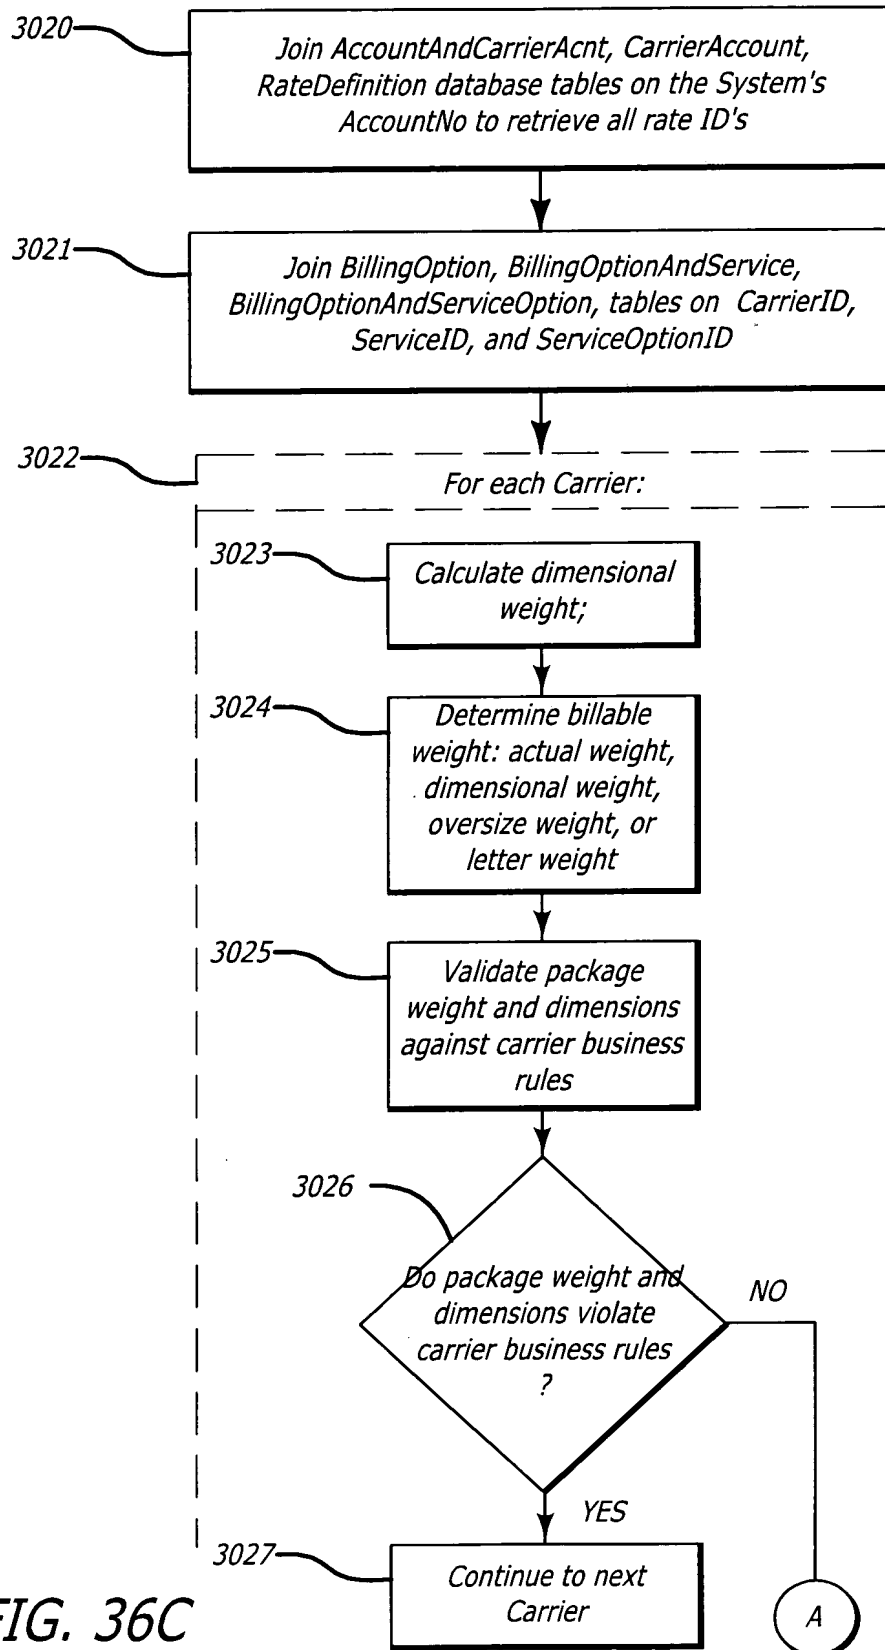 3020
Join AccountAndCarrierAcnt, CarrierAccount,
RateDefinition database tables on the System's
AccountNo to retrieve all rate ID's
3021
Join BillingOption, BillingOptionAndService,
BillingOptionAndServiceOption, tables on CarrierID,
ServiceID, and ServiceOptionID
3022
For each Carrier:
3023
Calculate dimensional
weight;
3024
Determine billable
weight: actual weight,
dimensional weight,
oversize weight, or
letter weight
3025
Validate package
weight and dimensions
against carrier business
rules
3026
Do package weight and
dimensions violate
carrier business rules
?
NO
YES
3027
Continue to next
Carrier
A
FIG. 36C